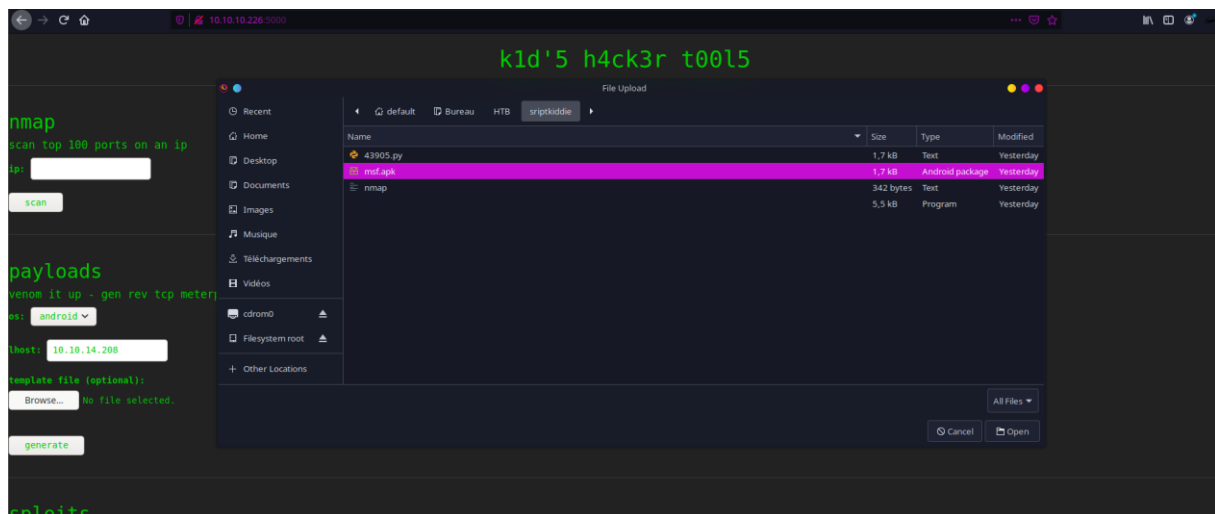 10.10.10.226:5000
k1d'5 h4ck3r t00l5
nmap
scan top 100 ports on an ip
ip:
scan
payloads
venom it up - gen rev tcp meterp
os: android
lhost: 10.10.14.208
template file (optional):
Browse... No file selected.
generate
sploits
File Upload
Recent
Home
Desktop
Documents
Images
Musique
Téléchargements
Vidéos
cdrom0
Filesystem root
+ Other Locations
default Bureau HTB sriptkiddie
Name Size Type Modified
43905.py 1,7 kB Text Yesterday
msf.apk 1,7 kB Android package Yesterday
nmap 342 bytes Text Yesterday
5,5 kB Program Yesterday
All Files
Cancel Open